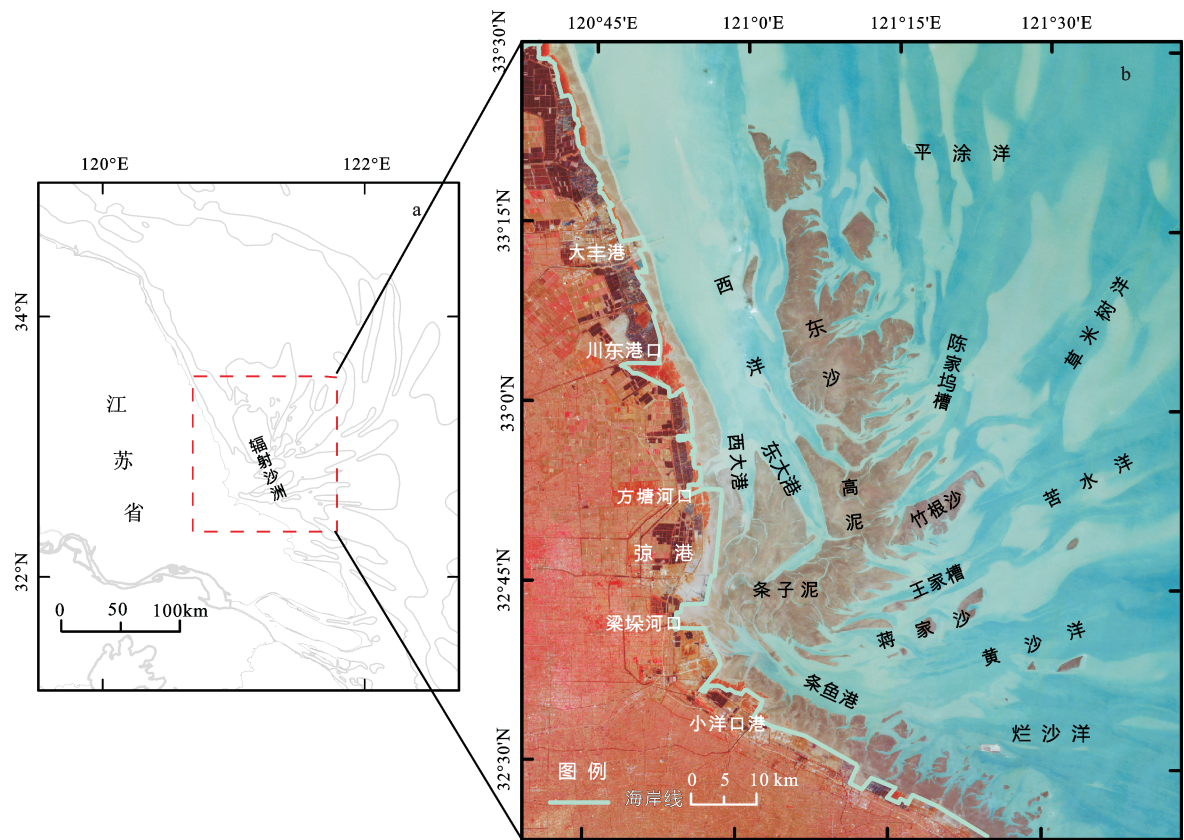 120°E
122°E
a
34°N
32°N
江苏省
辐射沙洲
0 50 100km
120°45'E
121°0'E
121°15'E
121°30'E
33°30'N
33°15'N
33°0'N
32°45'N
32°30'N
b
平涂洋
大丰港
西洋
川东港口
东沙
陈家坞槽
草米树洋
西大港
东大港
方塘河口
高泥
竹根沙
苦水洋
弶港
条子泥
王家槽
梁垛河口
蒋家沙
黄沙洋
条鱼港
小洋口港
烂沙洋
图例
海岸线
0 5 10 km